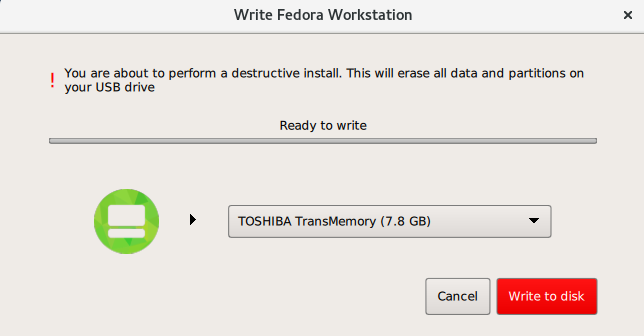 Write Fedora Workstation
! You are about to perform a destructive install. This will erase all data and partitions on
your USB drive
Ready to write
TOSHIBA TransMemory (7.8 GB)
Cancel
Write to disk